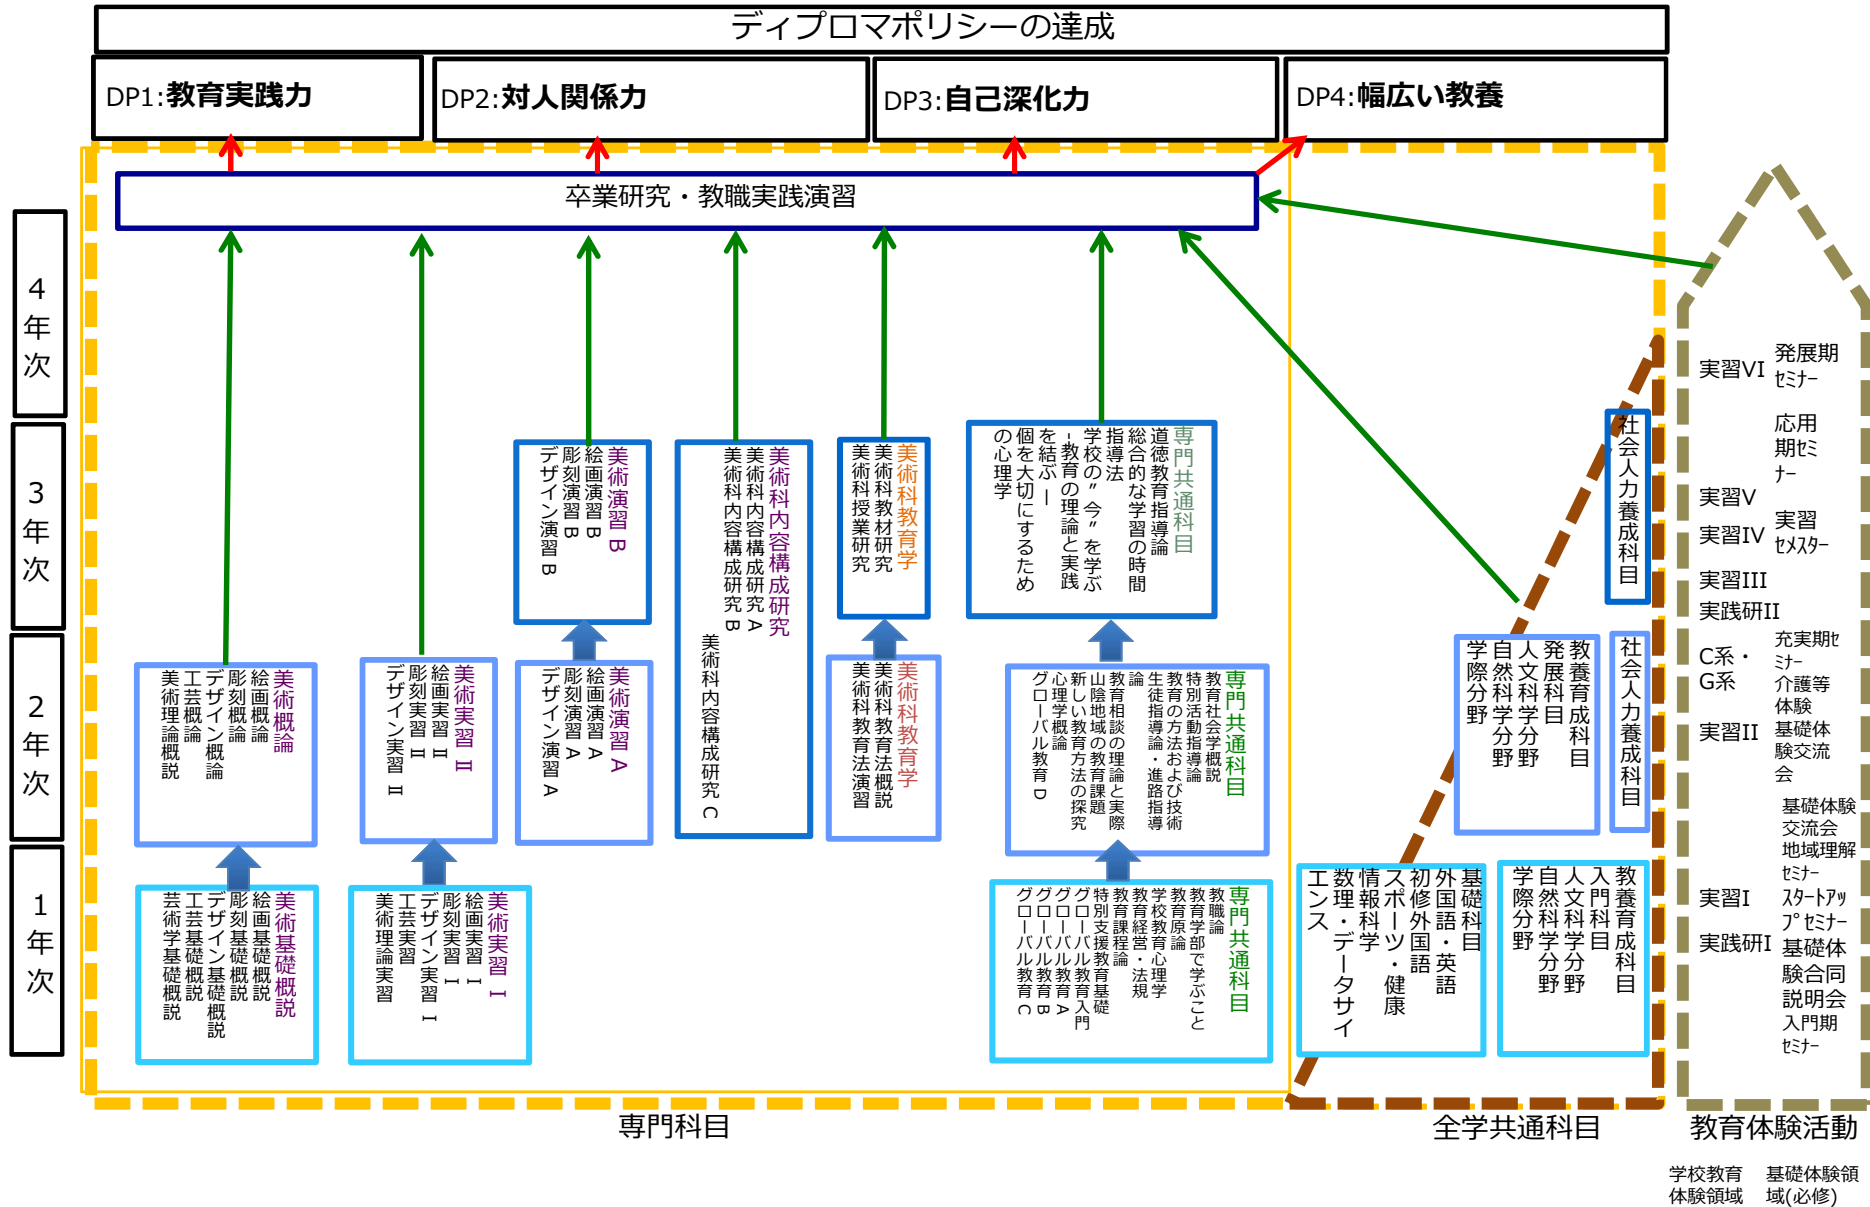 ディプロマポリシーの達成
DP1:教育実践力
DP2:対人関係力
DP3:自己深化力
DP4:幅広い教養
卒業研究・教職実践演習
4年次
3年次
2年次
1年次
美術演習 B
絵画演習 B
彫刻演習 B
デザイン演習 B
美術科内容構成研究
美術科内容構成研究 A
美術科内容構成研究 B
美術科内容構成研究 C
美術科教育学
美術科教材研究
美術科授業研究
専門共通科目
道徳教育指導論
総合的な学習の時間
指導法
学校の〃今〃を学ぶ
-教育の理論と実践
を結ぶ ー
個を大切にするため
の心理学
社会人力養成科目
美術概論
絵画概論
彫刻概論
デザイン概論
工芸概論
美術理論概説
美術実習 II
絵画実習 II
彫刻実習 II
デザイン実習 II
美術演習 A
絵画演習 A
彫刻演習 A
デザイン演習 A
美術科教育学
美術科教育法概説
美術科教育法演習
専門共通科目
教育社会学概説
特別活動指導論
教育の方法および技術
生徒指導論・進路指導
論
教育相談の理論と実際
山陰地域の教育課題
新しい教育方法の探究
心理学概論
グローバル教育 D
教養育成科目
発展科目
人文科学分野
自然科学分野
学際分野
社会人力養成科目
美術基礎概説
絵画基礎概説
彫刻基礎概説
デザイン基礎概説
工芸基礎概説
芸術学基礎概説
美術実習 I
絵画実習 I
彫刻実習 I
デザイン実習 I
工芸実習
美術理論実習
専門共通科目
教職論
教育学部で学ぶこと
教育原論
学校教育心理学
教育経営・法規
教育課程論
特別支援教育基礎
グローバル教育入門
グローバル教育 A
グローバル教育 B
グローバル教育 C
基礎科目
外国語・英語
初修外国語
スポーツ・健康
情報科学
数理・データサイ
エンス
教養育成科目
入門科目
人文科学分野
自然科学分野
学際分野
実習VI
実習V
実習IV
実習III
実践研II
C系・
G系
実習II
実習I
実践研I
発展期
ｾﾐﾅｰ
応用
期セミ
ナー
実習
ｾﾒｽﾀｰ
充実期ｾ
ﾐﾅｰ
介護等
体験
基礎体
験交流
会
基礎体験
交流会
地域理解
ｾﾐﾅｰ
ｽﾀｰﾄｱｯ
ﾌﾟｾﾐﾅｰ
基礎体
験合同
説明会
入門期
ｾﾐﾅｰ
専門科目
全学共通科目
教育体験活動
学校教育
体験領域
基礎体験領
域(必修)